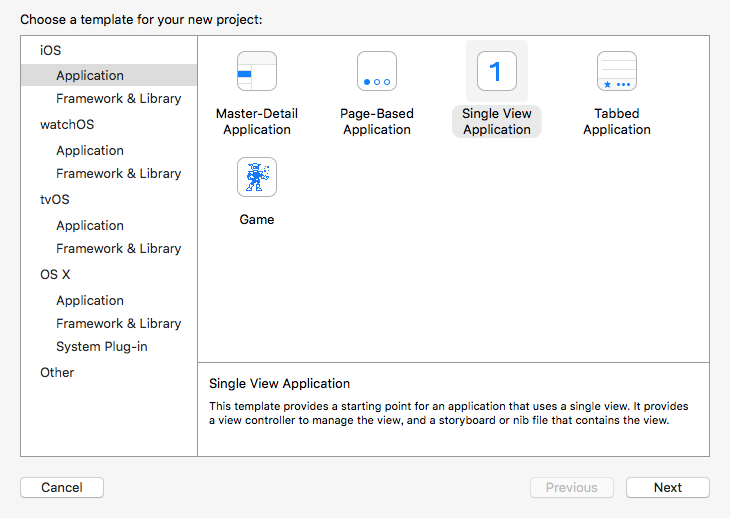 Choose a template for your new project:
iOS
Application
Framework & Library
watchOS
Application
Framework & Library
tvOS
Application
Framework & Library
OS X
Application
Framework & Library
System Plug-in
Other
Master-Detail
Application
Page-Based
Application
1
Single View
Application
Tabbed
Application
Game
Single View Application
This template provides a starting point for an application that uses a single view. It provides
a view controller to manage the view, and a storyboard or nib file that contains the view.
Cancel
Previous
Next